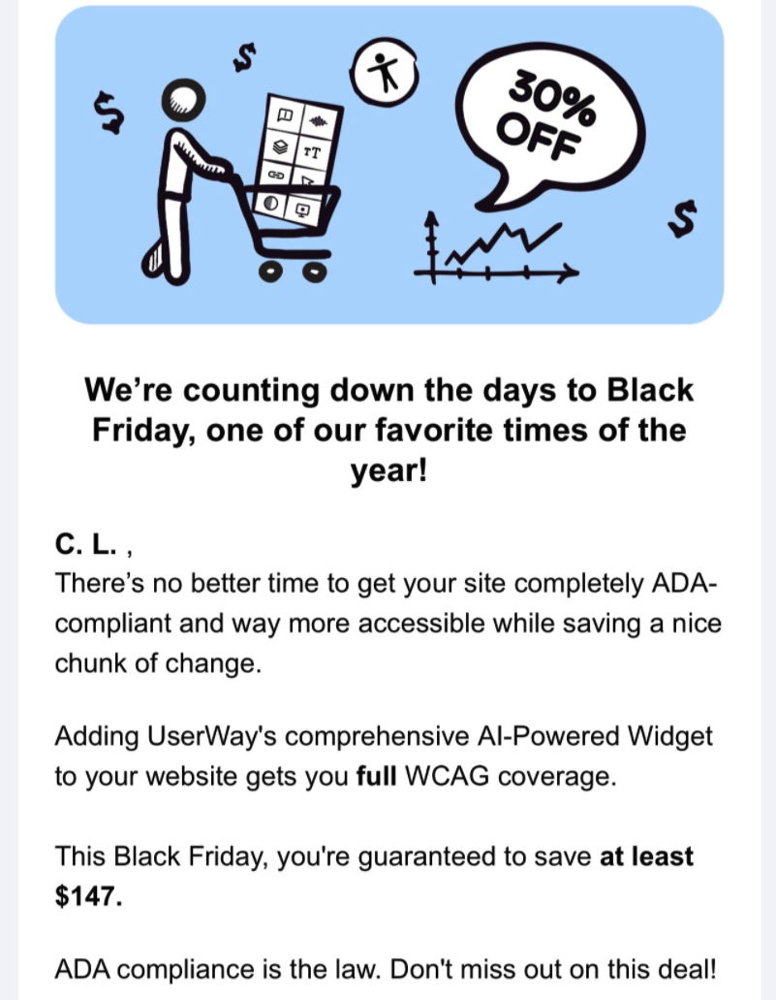 $
$
30%
OFF
TT
$
We’re counting down the days to Black
Friday, one of our favorite times of the
year!
C. L. ,
There’s no better time to get your site completely ADA-
compliant and way more accessible while saving a nice
chunk of change.
Adding UserWay's comprehensive AI-Powered Widget
to your website gets you full WCAG coverage.
This Black Friday, you're guaranteed to save at least
$147.
ADA compliance is the law. Don't miss out on this deal!